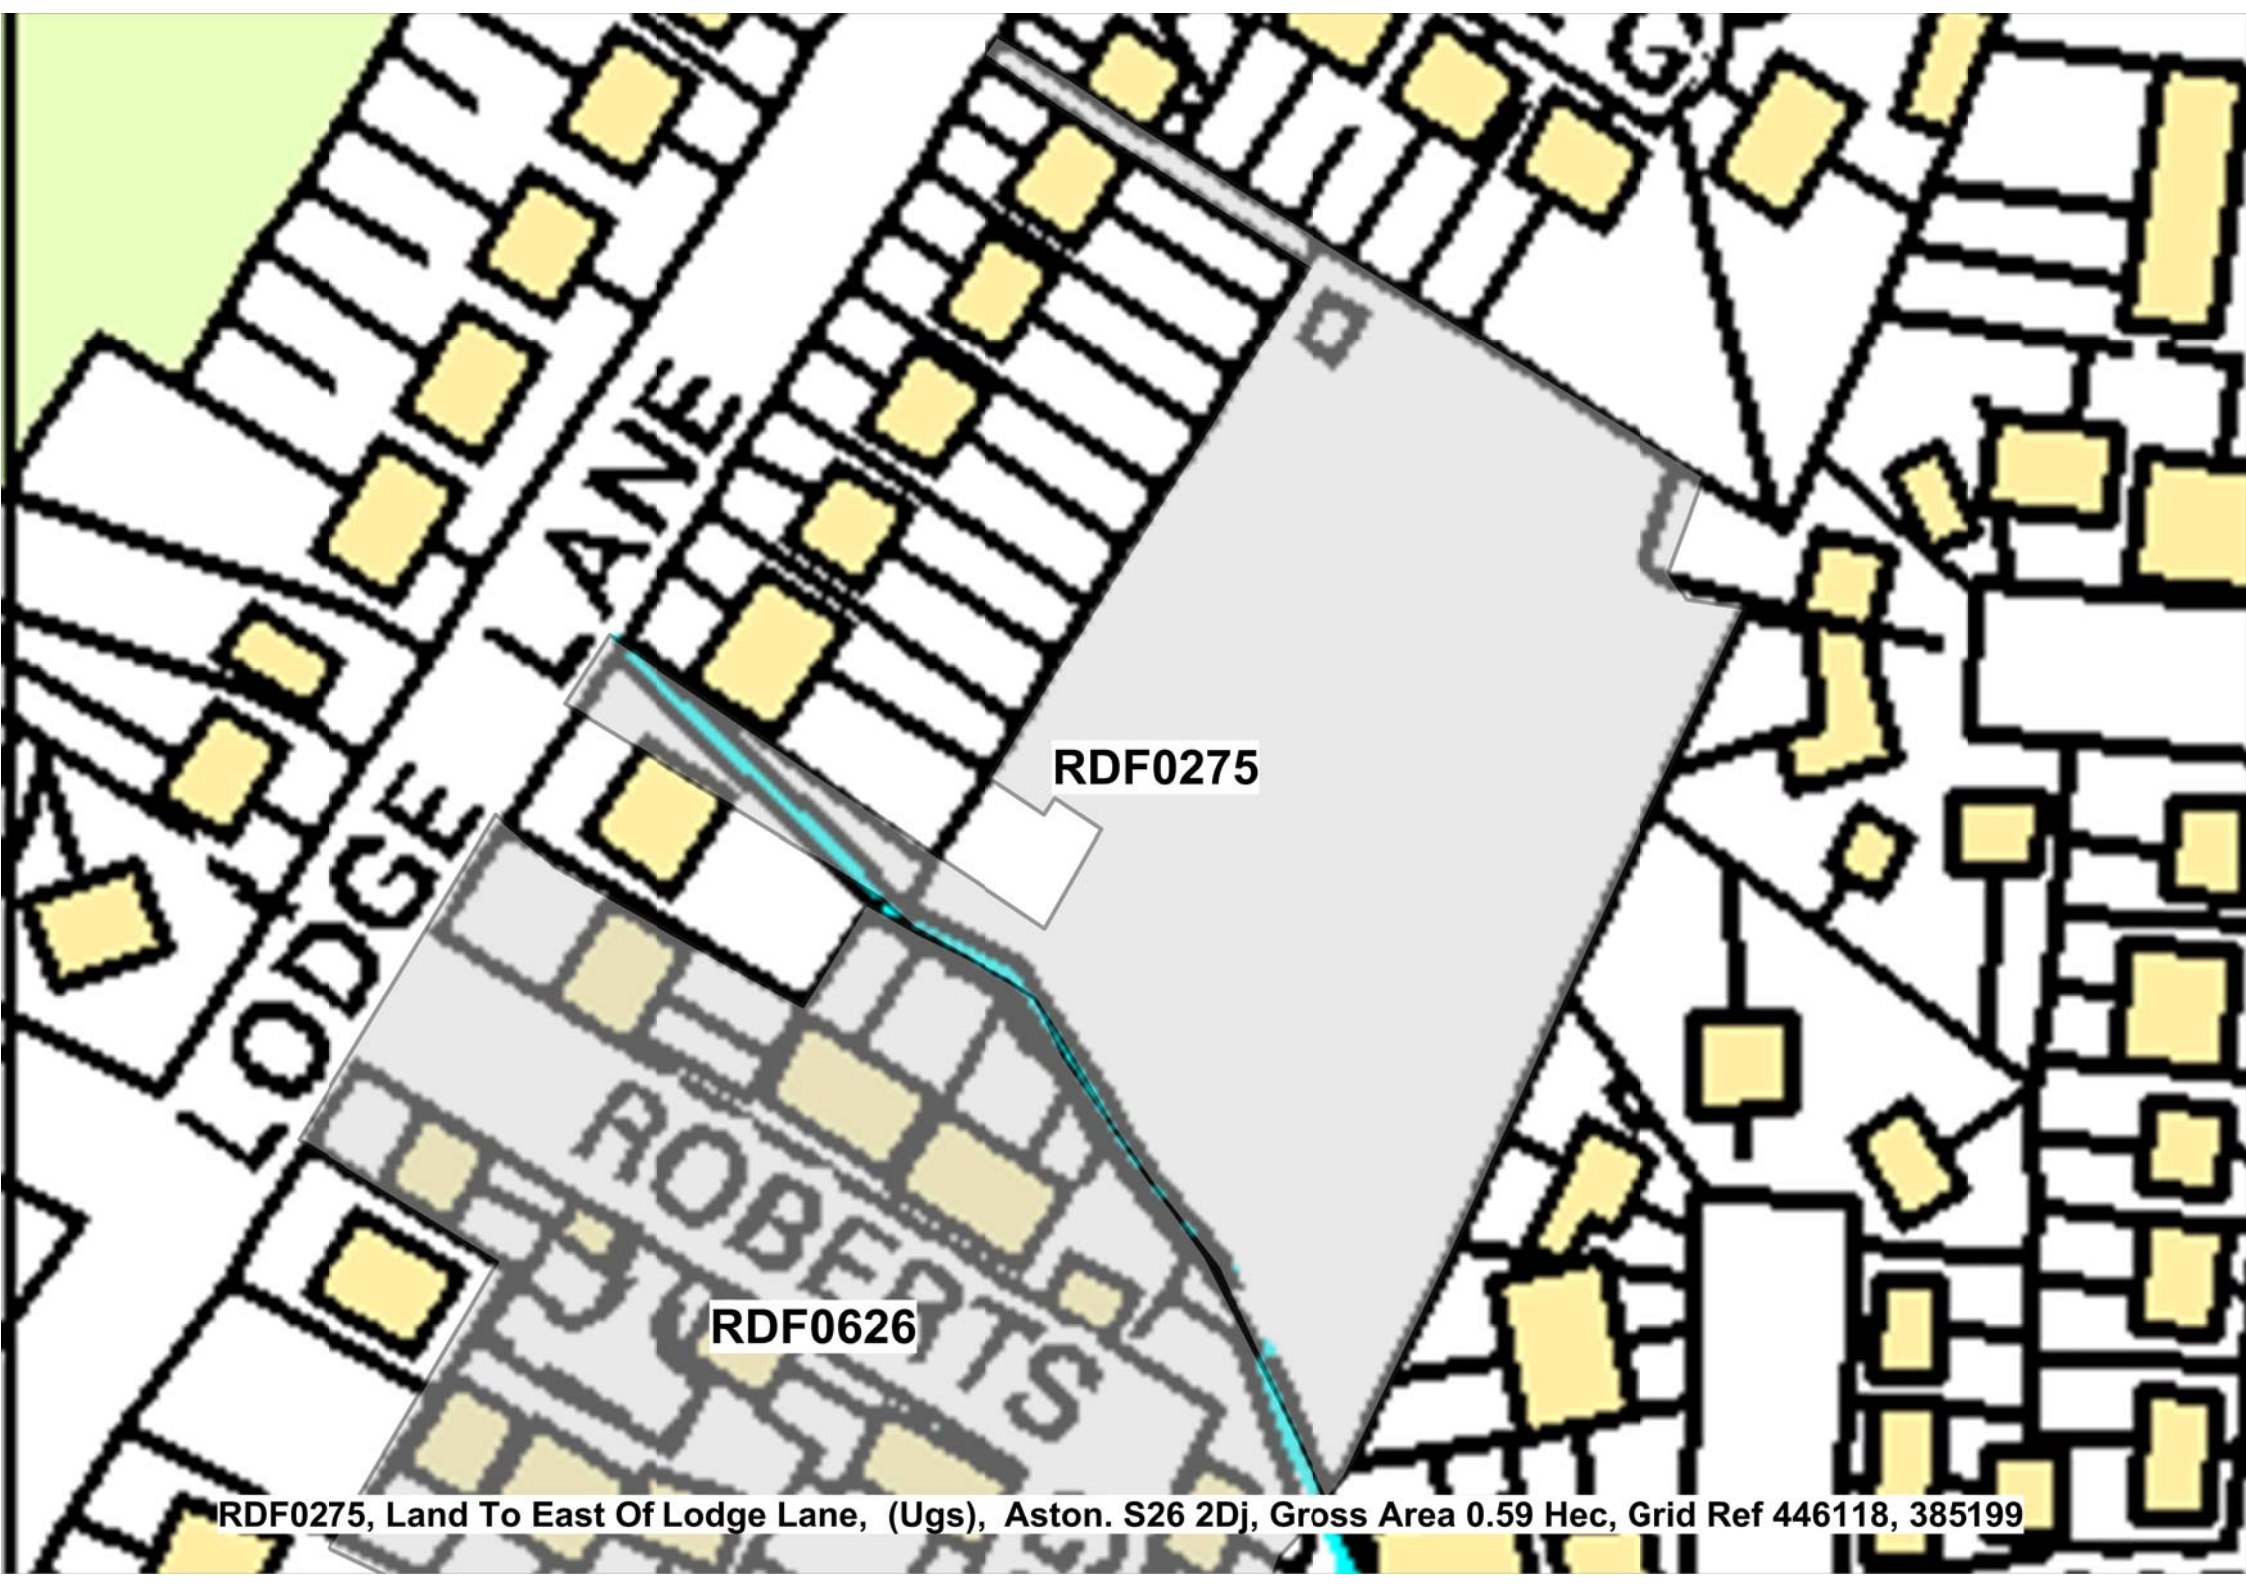 LODGE LANE
RDF0275
ROBERTS
RDF0626
RDF0275, Land To East Of Lodge Lane, (Ugs), Aston. S26 2Dj, Gross Area 0.59 Hec, Grid Ref 446118, 385199